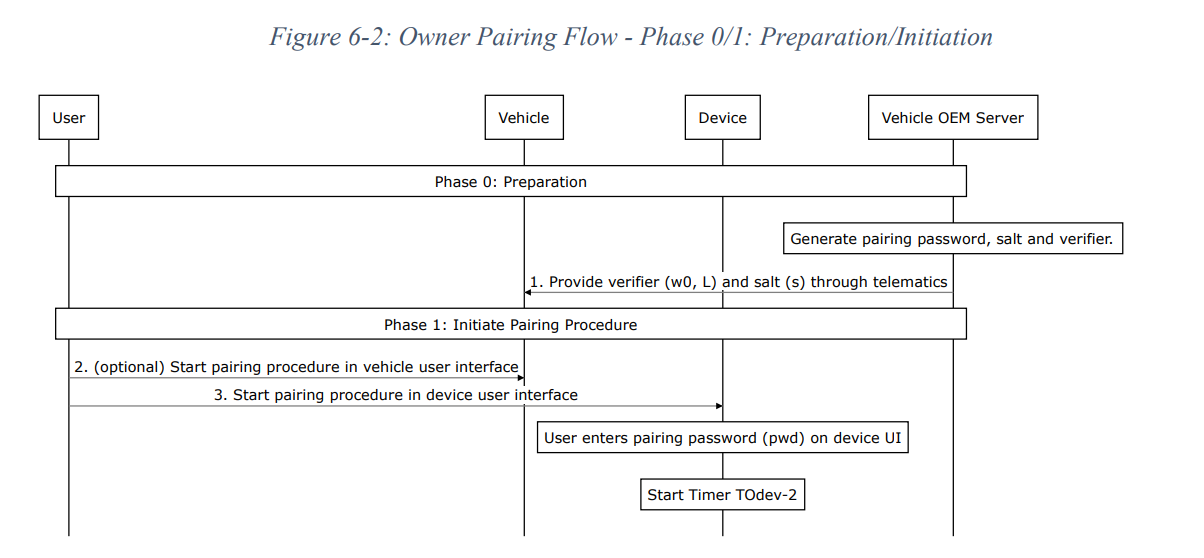 Figure 6-2: Owner Pairing Flow - Phase 0/1: Preparation/Initiation
User
Vehicle
Device
Vehicle OEM Server
Phase 0: Preparation
Generate pairing password, salt and verifier.
1. Provide verifier (w0, L) and salt (s) through telematics
Phase 1: Initiate Pairing Procedure
2. (optional) Start pairing procedure in vehicle user interface
3. Start pairing procedure in device user interface
User enters pairing password (pwd) on device UI
Start Timer TOdev-2